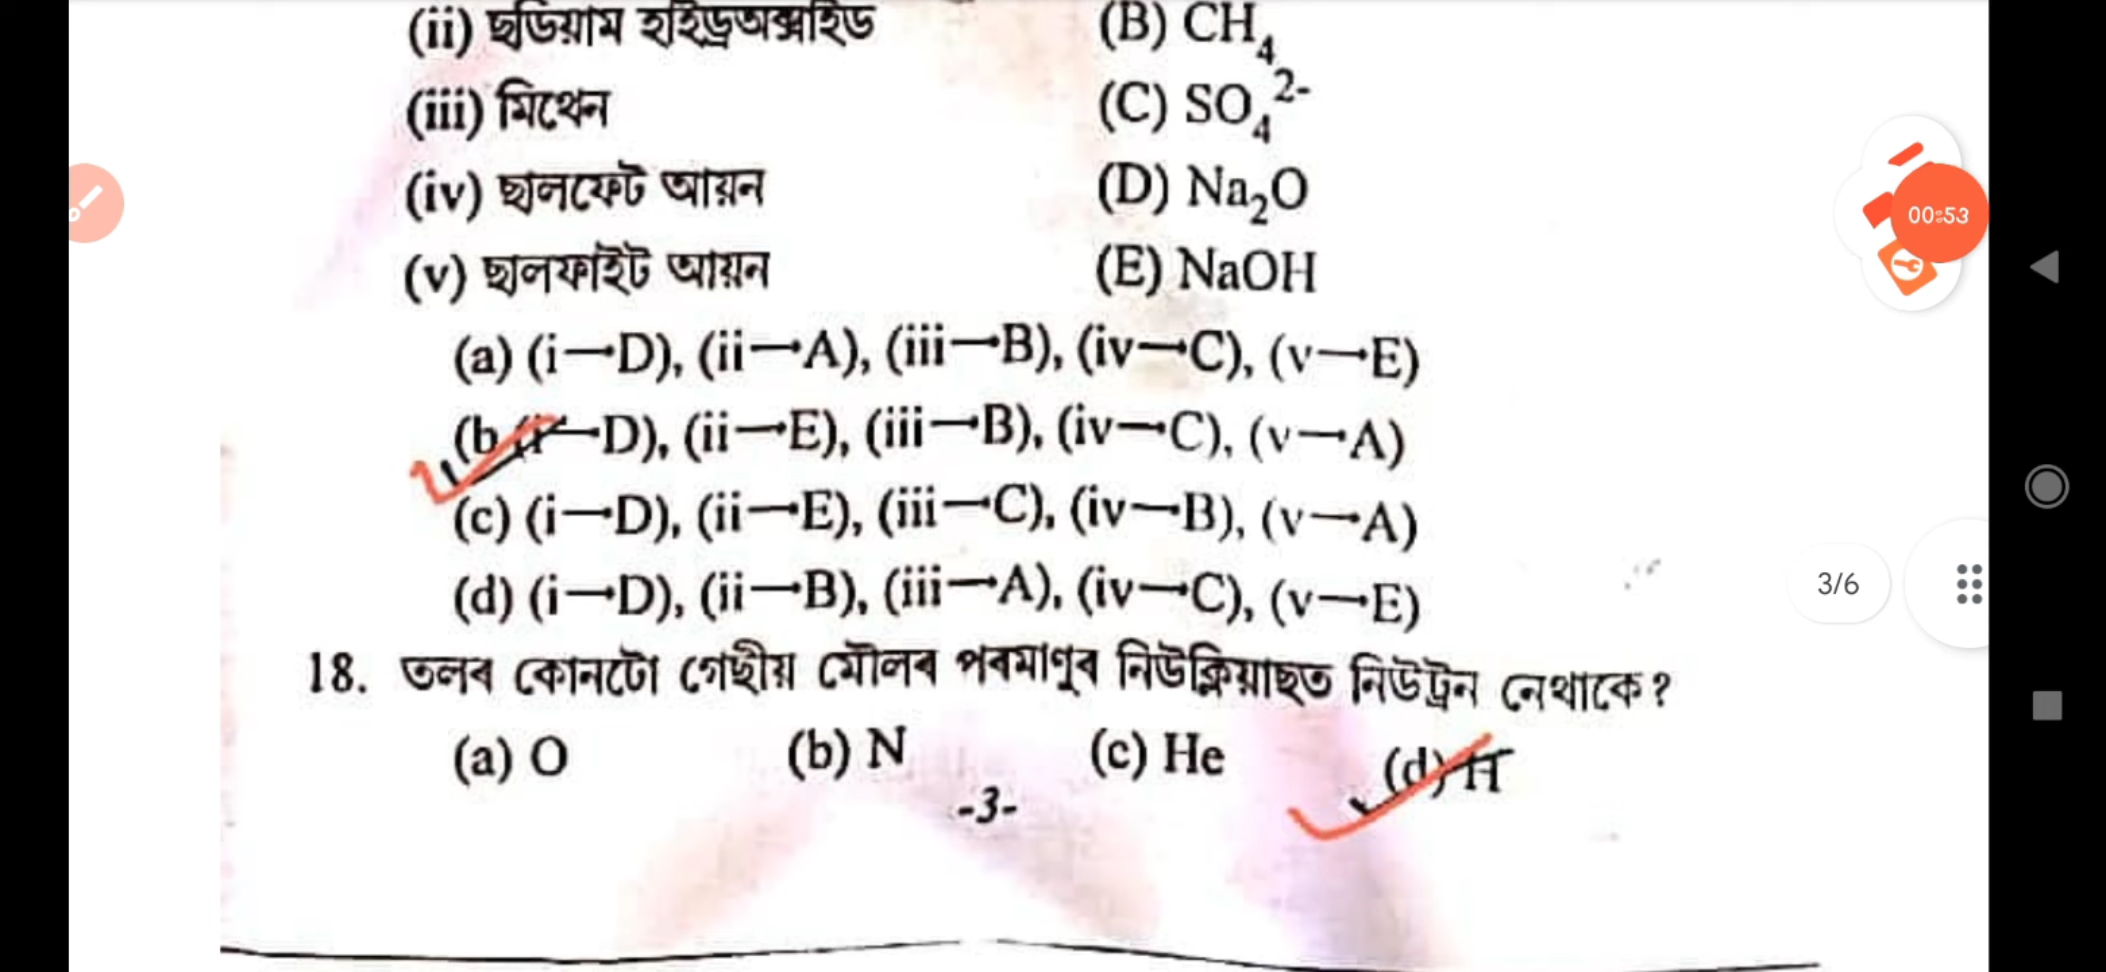 (ii) ছডিয়াম হাইড্ৰঅক্সাইড (B) CH₄
(iii) মিথেন (C) SO₄²⁻
(iv) ছালফেট আয়ন (D) Na₂O
(v) ছালফাইট আয়ন (E) NaOH
(a) (i→D), (ii→A), (iii→B), (iv→C), (v→E)
(b) (i→D), (ii→E), (iii→B), (iv→C), (v→A)
(c) (i→D), (ii→E), (iii→C), (iv→B), (v→A)
(d) (i→D), (ii→B), (iii→A), (iv→C), (v→E)
18. তলৰ কোনটো গেছীয় মৌলৰ পৰমাণুৰ নিউক্লিয়াছত নিউট্ৰন নেথাকে?
(a) O (b) N (c) He (d) H
-3-
00:53
3/6